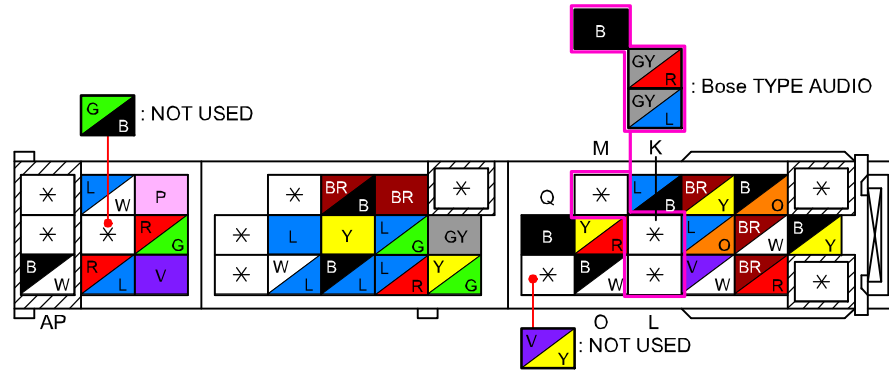 B
GY R
: Bose TYPE AUDIO
GY L
G B : NOT USED
M K
* L W P * BR B BR * Q * L B BR Y B O *
* * R G * L Y L G GY B Y R * L O BR W B Y
B W R L V * W L B L L R Y G * B W * V W BR R *
AP O L
V Y : NOT USED